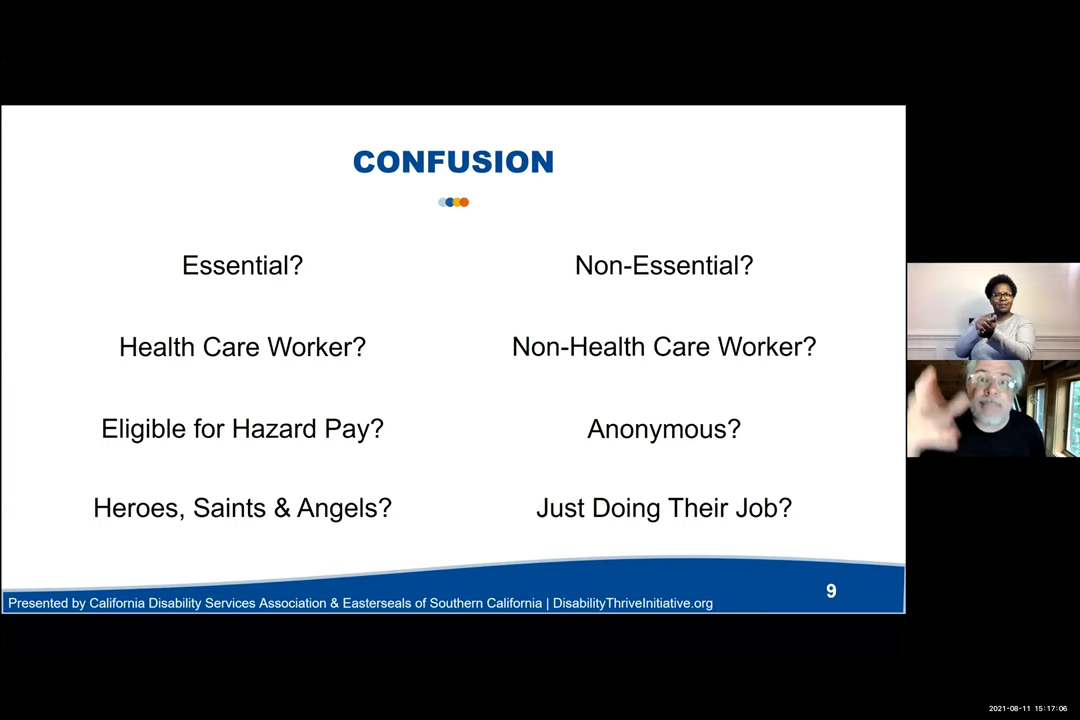 CONFUSION
Essential?
Non-Essential?
Health Care Worker?
Non-Health Care Worker?
Eligible for Hazard Pay?
Anonymous?
Heroes, Saints & Angels?
Just Doing Their Job?
9
Presented by California Disability Services Association & Easterseals of Southern California | DisabilityThriveInitiative.org
2021-08-11 15:17:06